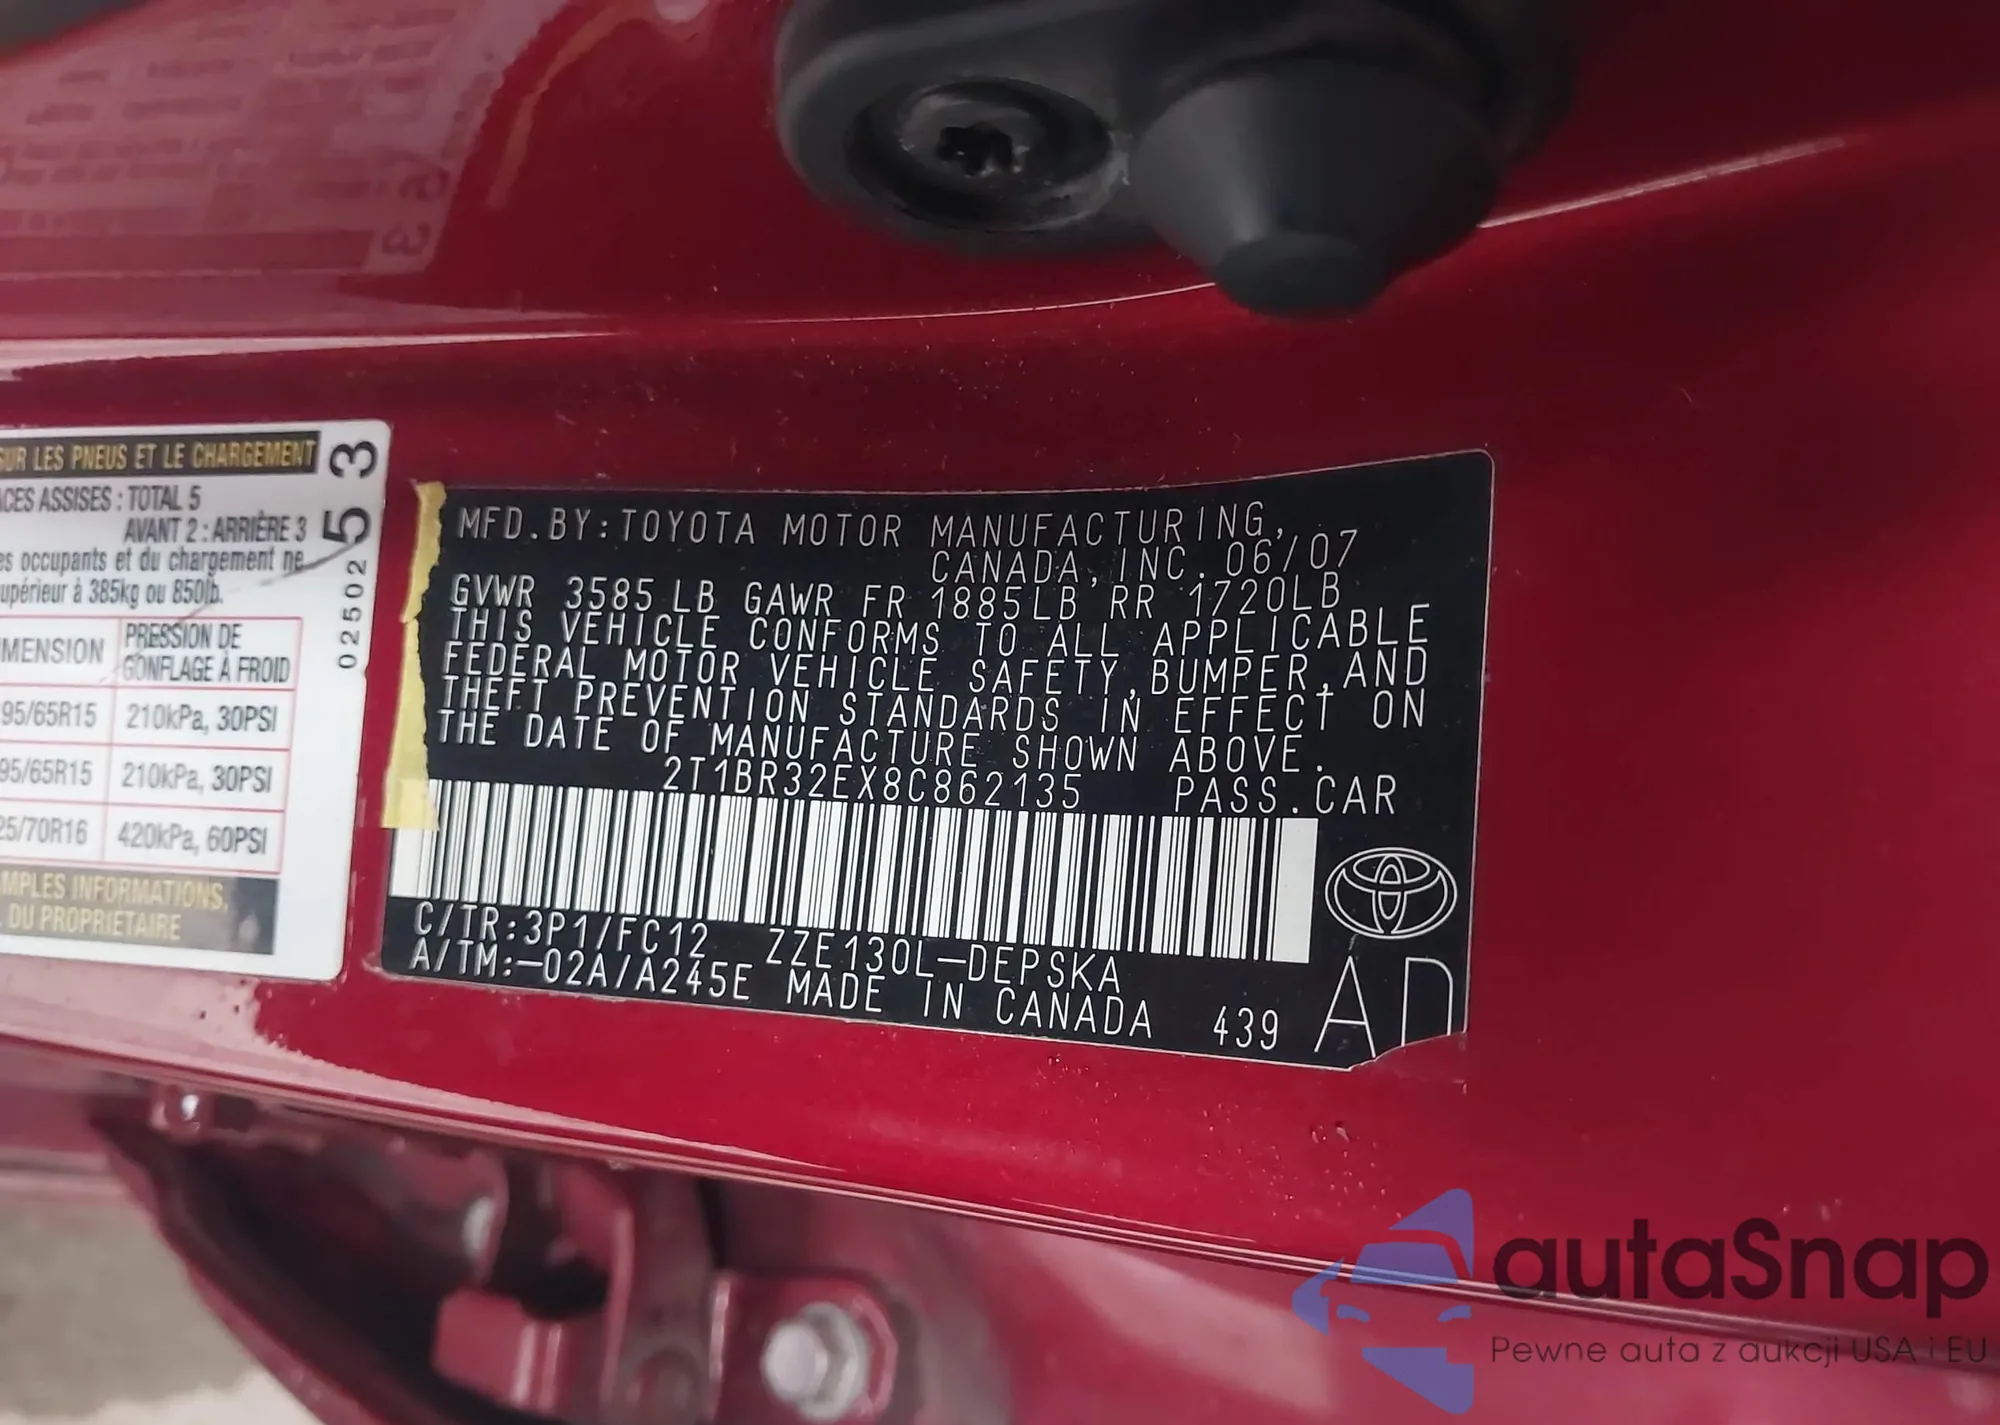 SUR LES PNEUS ET LE CHARGEMENT
ACES ASSISES : TOTAL 5
AVANT 2 : ARRIÈRE 3
es occupants et du chargement ne
upérieur à 385kg ou 850lb.
MENSION
PRESSION DE
GONFLAGE À FROID
95/65R15 210kPa, 30PSI
95/65R15 210kPa, 30PSI
25/70R16 420kPa, 60PSI
MPLES INFORMATIONS,
DU PROPRIETAIRE
02502 53
MFD.BY:TOYOTA MOTOR MANUFACTURING,
CANADA,INC. 06/07
GVWR 3585LB GAWR FR 1885LB RR 1720LB
THIS VEHICLE CONFORMS TO ALL APPLICABLE
FEDERAL MOTOR VEHICLE SAFETY,BUMPER,AND
THEFT PREVENTION STANDARDS IN EFFECT ON
THE DATE OF MANUFACTURE SHOWN ABOVE.
2T1BR32EX8C862135 PASS.CAR
C/TR:3P1/FC12 ZZE130L-DEPSKA
A/TM:-02A/A245E MADE IN CANADA 439 AD
autaSnap
Pewne auta z aukcji USA i EU